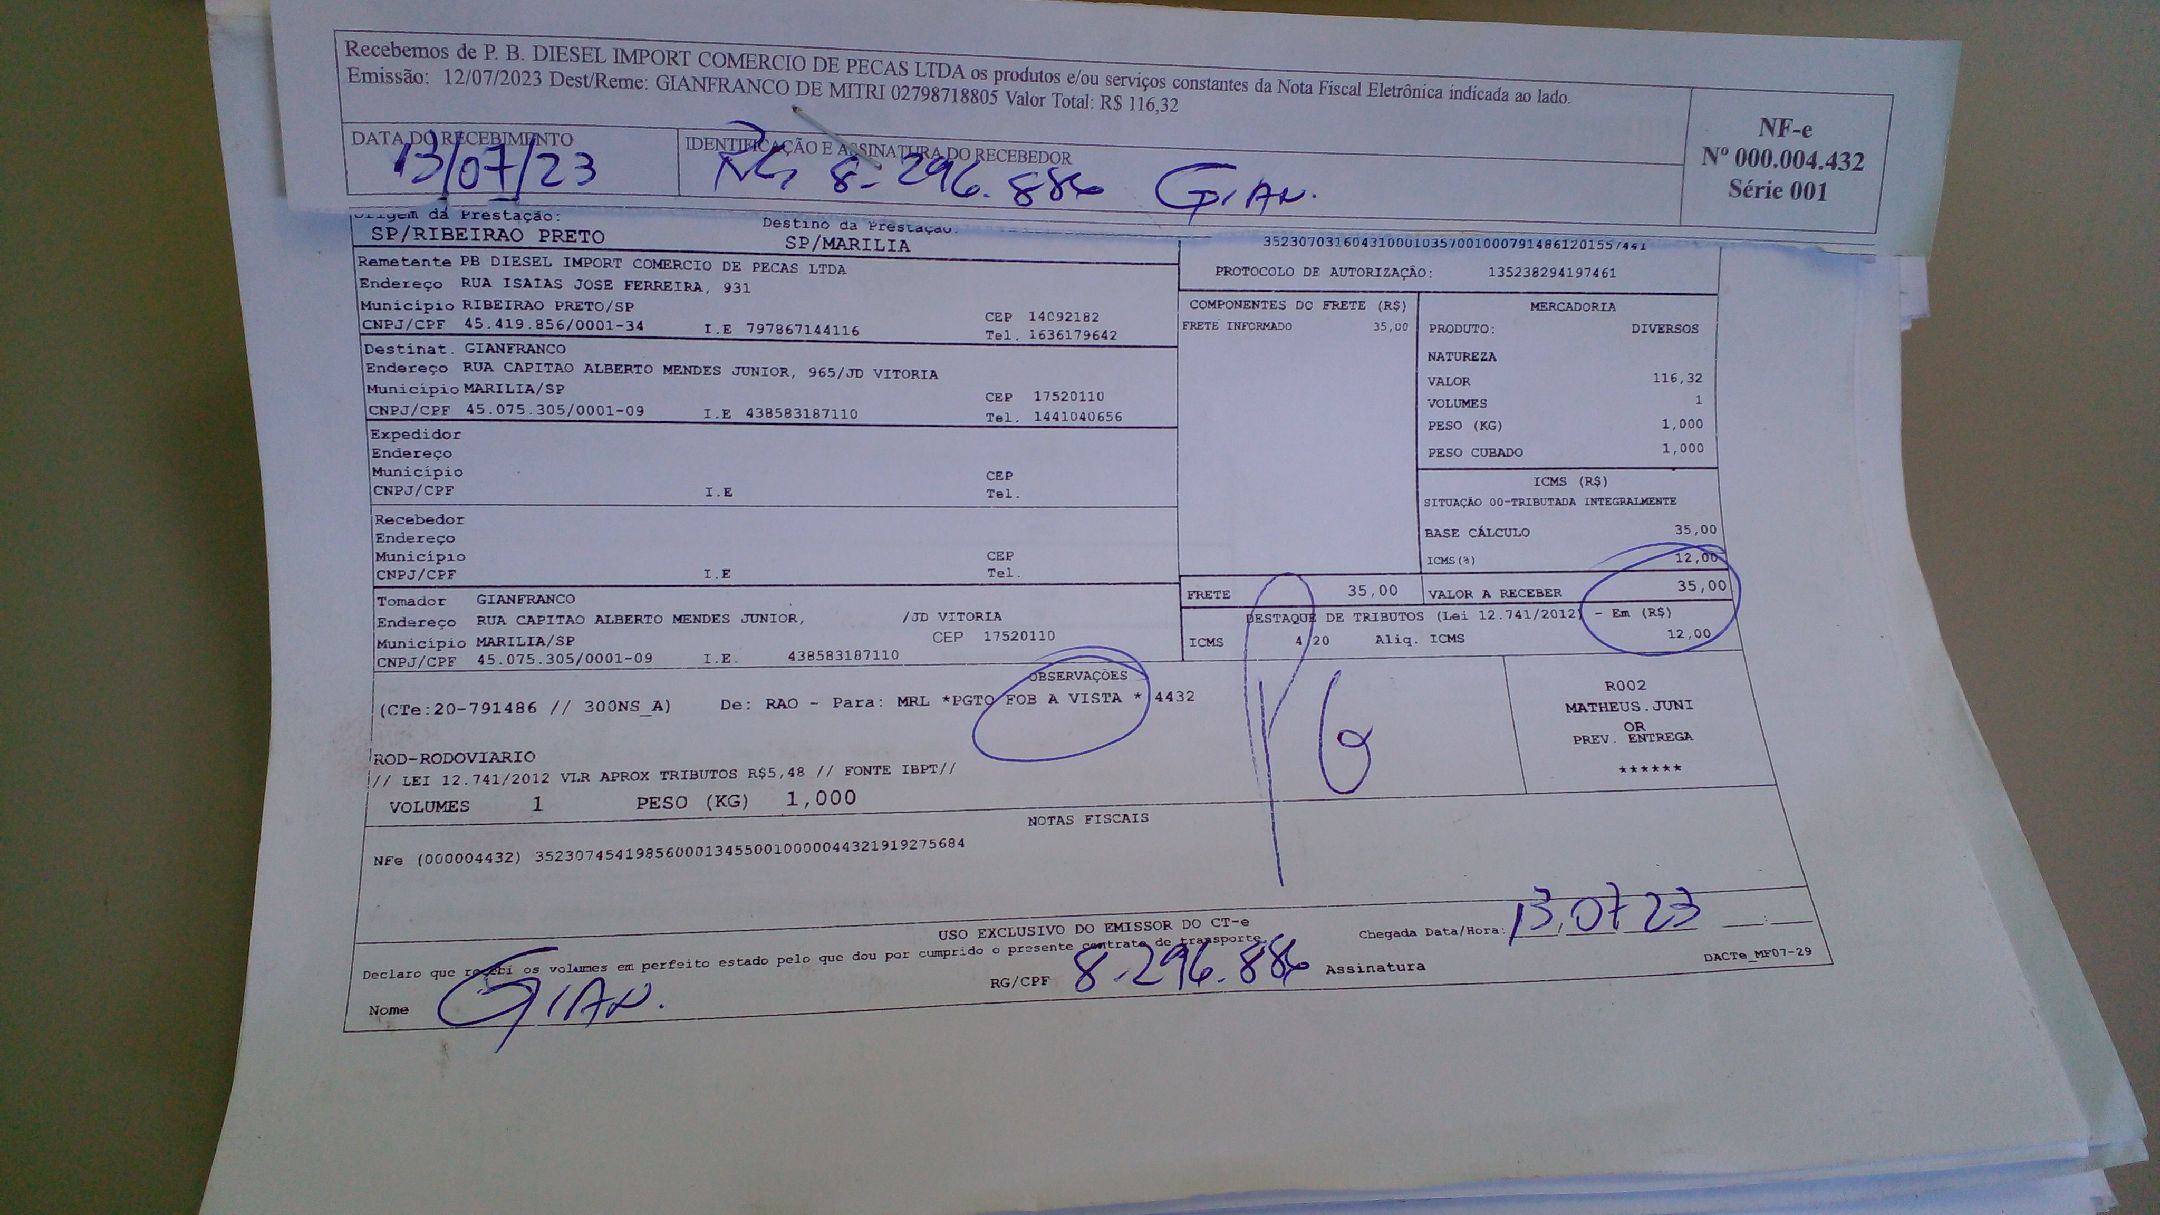 Recebemos de P. B. DIESEL IMPORT COMERCIO DE PECAS LTDA os produtos e/ou serviços constantes da Nota Fiscal Eletrônica indicada ao lado.
Emissão: 12/07/2023 Dest/Reme: GIANFRANCO DE MITRI 02798718805 Valor Total: R$ 116,32
NF-e
Nº 000.004.432
Série 001
DATA DO RECEBIMENTO
13/07/23
IDENTIFICAÇÃO E ASSINATURA DO RECEBEDOR
RG 8-296.886 GIAN.
Origem da Prestação:
SP/RIBEIRAO PRETO
Destino da Prestação:
SP/MARILIA
PROTOCOLO DE AUTORIZAÇÃO: 135238294197461
Remetente PB DIESEL IMPORT COMERCIO DE PECAS LTDA
Endereço RUA ISAIAS JOSE FERREIRA, 931
Município RIBEIRAO PRETO/SP CEP 14092182
CNPJ/CPF 45.419.856/0001-34 I.E 797867144116 Tel. 1636179642
Destinat. GIANFRANCO
Endereço RUA CAPITAO ALBERTO MENDES JUNIOR, 965/JD VITORIA
Município MARILIA/SP CEP 17520110
CNPJ/CPF 45.075.305/0001-09 I.E 438583187110 Tel. 1441040656
Expedidor
Endereço
Município CEP
CNPJ/CPF I.E Tel.
Recebedor
Endereço
Município CEP
CNPJ/CPF I.E Tel.
Tomador GIANFRANCO
Endereço RUA CAPITAO ALBERTO MENDES JUNIOR, /JD VITORIA
Município MARILIA/SP CEP 17520110
CNPJ/CPF 45.075.305/0001-09 I.E. 438583187110
COMPONENTES DO FRETE (R$)
FRETE INFORMADO 35,00
MERCADORIA
PRODUTO: DIVERSOS
NATUREZA
VALOR 116,32
VOLUMES 1
PESO (KG) 1,000
PESO CUBADO 1,000
ICMS (R$)
SITUAÇÃO 00-TRIBUTADA INTEGRALMENTE
BASE CÁLCULO 35,00
ICMS(%) 12,00
FRETE 35,00 VALOR A RECEBER 35,00
DESTAQUE DE TRIBUTOS (Lei 12.741/2012) - Em (R$)
ICMS 4,20 Aliq. ICMS 12,00
OBSERVAÇÕES
(CTe:20-791486 // 300NS_A) De: RAO - Para: MRL *PGTO FOB A VISTA * 4432
PG
ROD-RODOVIARIO
// LEI 12.741/2012 VLR APROX TRIBUTOS R$5,48 // FONTE IBPT//
VOLUMES 1 PESO (KG) 1,000
R002
MATHEUS.JUNI
OR
PREV. ENTREGA
******
NOTAS FISCAIS
NFe (000004432) 35230745419856000134550010000044321919275684
USO EXCLUSIVO DO EMISSOR DO CT-e
Declaro que recebi os volumes em perfeito estado pelo que dou por cumprido o presente contrato de transporte.
Chegada Data/Hora: 13,07 23 __:__
Nome GIAN. RG/CPF 8-296.886 Assinatura
DACTe_MF07-29